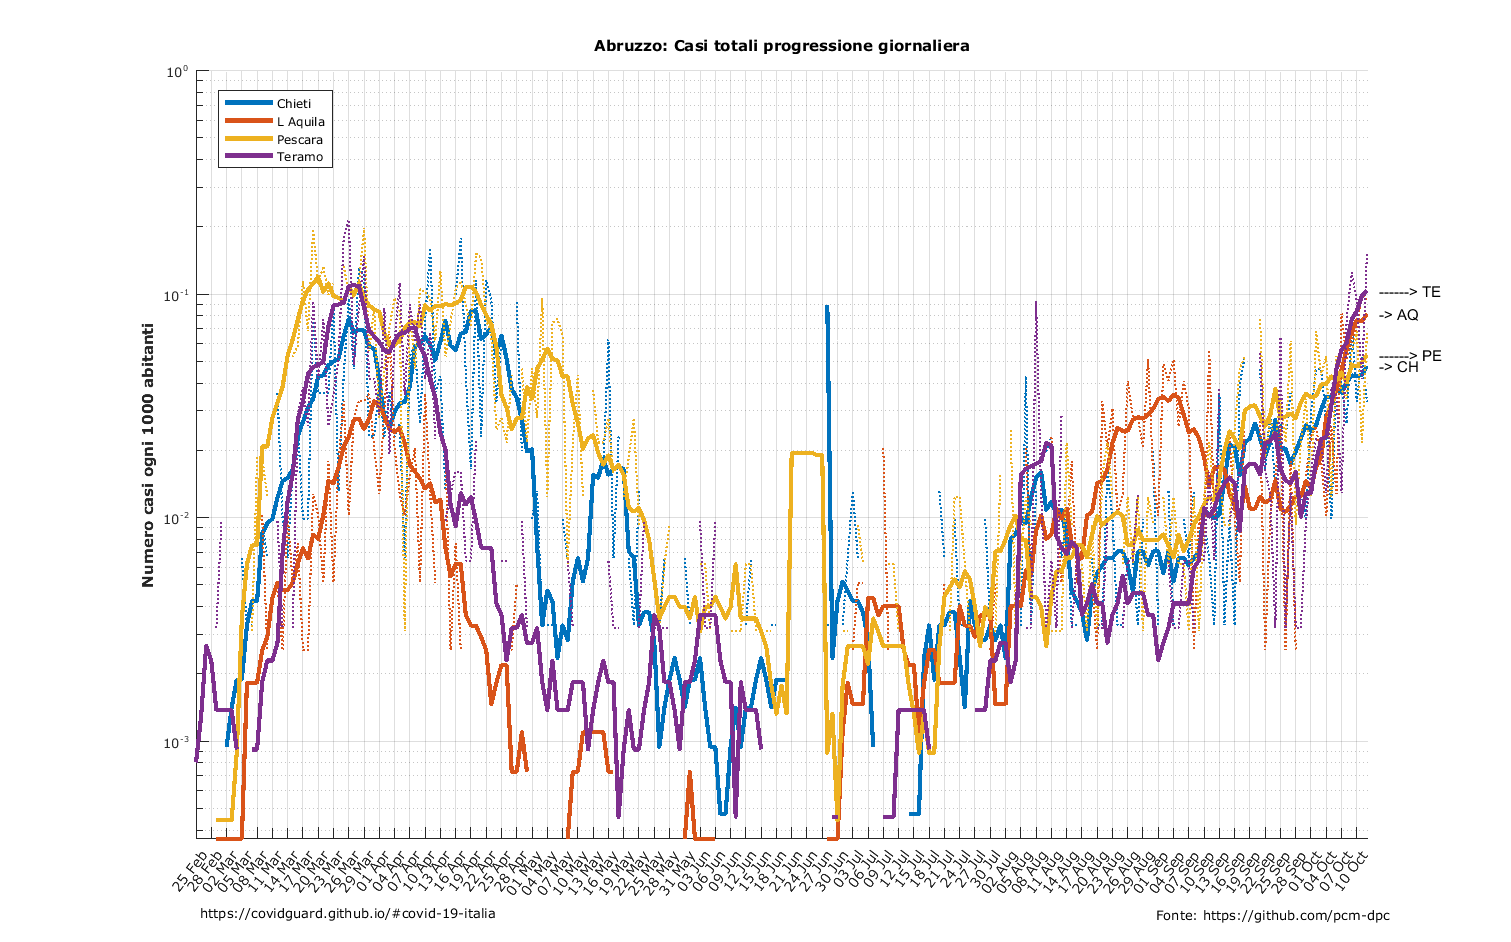 Abruzzo: Casi totali progressione giornaliera
Numero casi ogni 1000 abitanti
10⁰
10⁻¹
10⁻²
10⁻³
Chieti
L Aquila
Pescara
Teramo
------> TE
-> AQ
------> PE
-> CH
25 Feb
28 Feb
02 Mar
05 Mar
08 Mar
11 Mar
14 Mar
17 Mar
20 Mar
23 Mar
26 Mar
29 Mar
01 Apr
04 Apr
07 Apr
10 Apr
13 Apr
16 Apr
19 Apr
22 Apr
25 Apr
28 Apr
01 May
04 May
07 May
10 May
13 May
16 May
19 May
22 May
25 May
28 May
31 May
03 Jun
06 Jun
09 Jun
12 Jun
15 Jun
18 Jun
21 Jun
24 Jun
27 Jun
30 Jun
03 Jul
06 Jul
09 Jul
12 Jul
15 Jul
18 Jul
21 Jul
24 Jul
27 Jul
30 Jul
02 Aug
05 Aug
08 Aug
11 Aug
14 Aug
17 Aug
20 Aug
23 Aug
26 Aug
29 Aug
01 Sep
04 Sep
07 Sep
10 Sep
13 Sep
16 Sep
19 Sep
22 Sep
25 Sep
28 Sep
01 Oct
04 Oct
07 Oct
10 Oct
https://covidguard.github.io/#covid-19-italia
Fonte: https://github.com/pcm-dpc